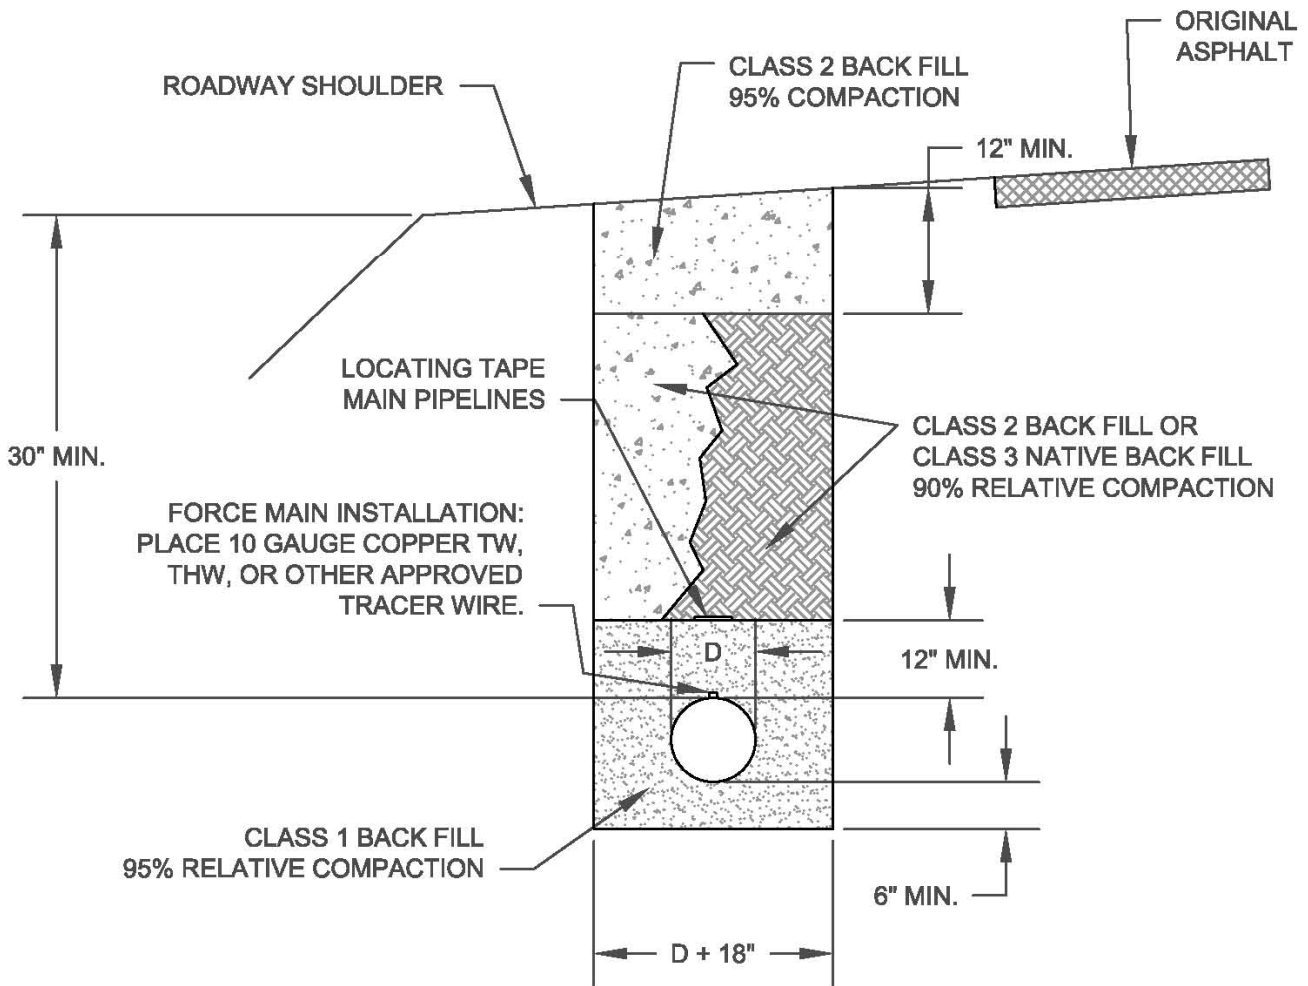 ORIGINAL
ASPHALT
CLASS 2 BACK FILL
95% COMPACTION
ROADWAY SHOULDER
12" MIN.
LOCATING TAPE
MAIN PIPELINES
CLASS 2 BACK FILL OR
CLASS 3 NATIVE BACK FILL
90% RELATIVE COMPACTION
30" MIN.
FORCE MAIN INSTALLATION:
PLACE 10 GAUGE COPPER TW,
THW, OR OTHER APPROVED
TRACER WIRE.
D
12" MIN.
CLASS 1 BACK FILL
95% RELATIVE COMPACTION
6" MIN.
D + 18"